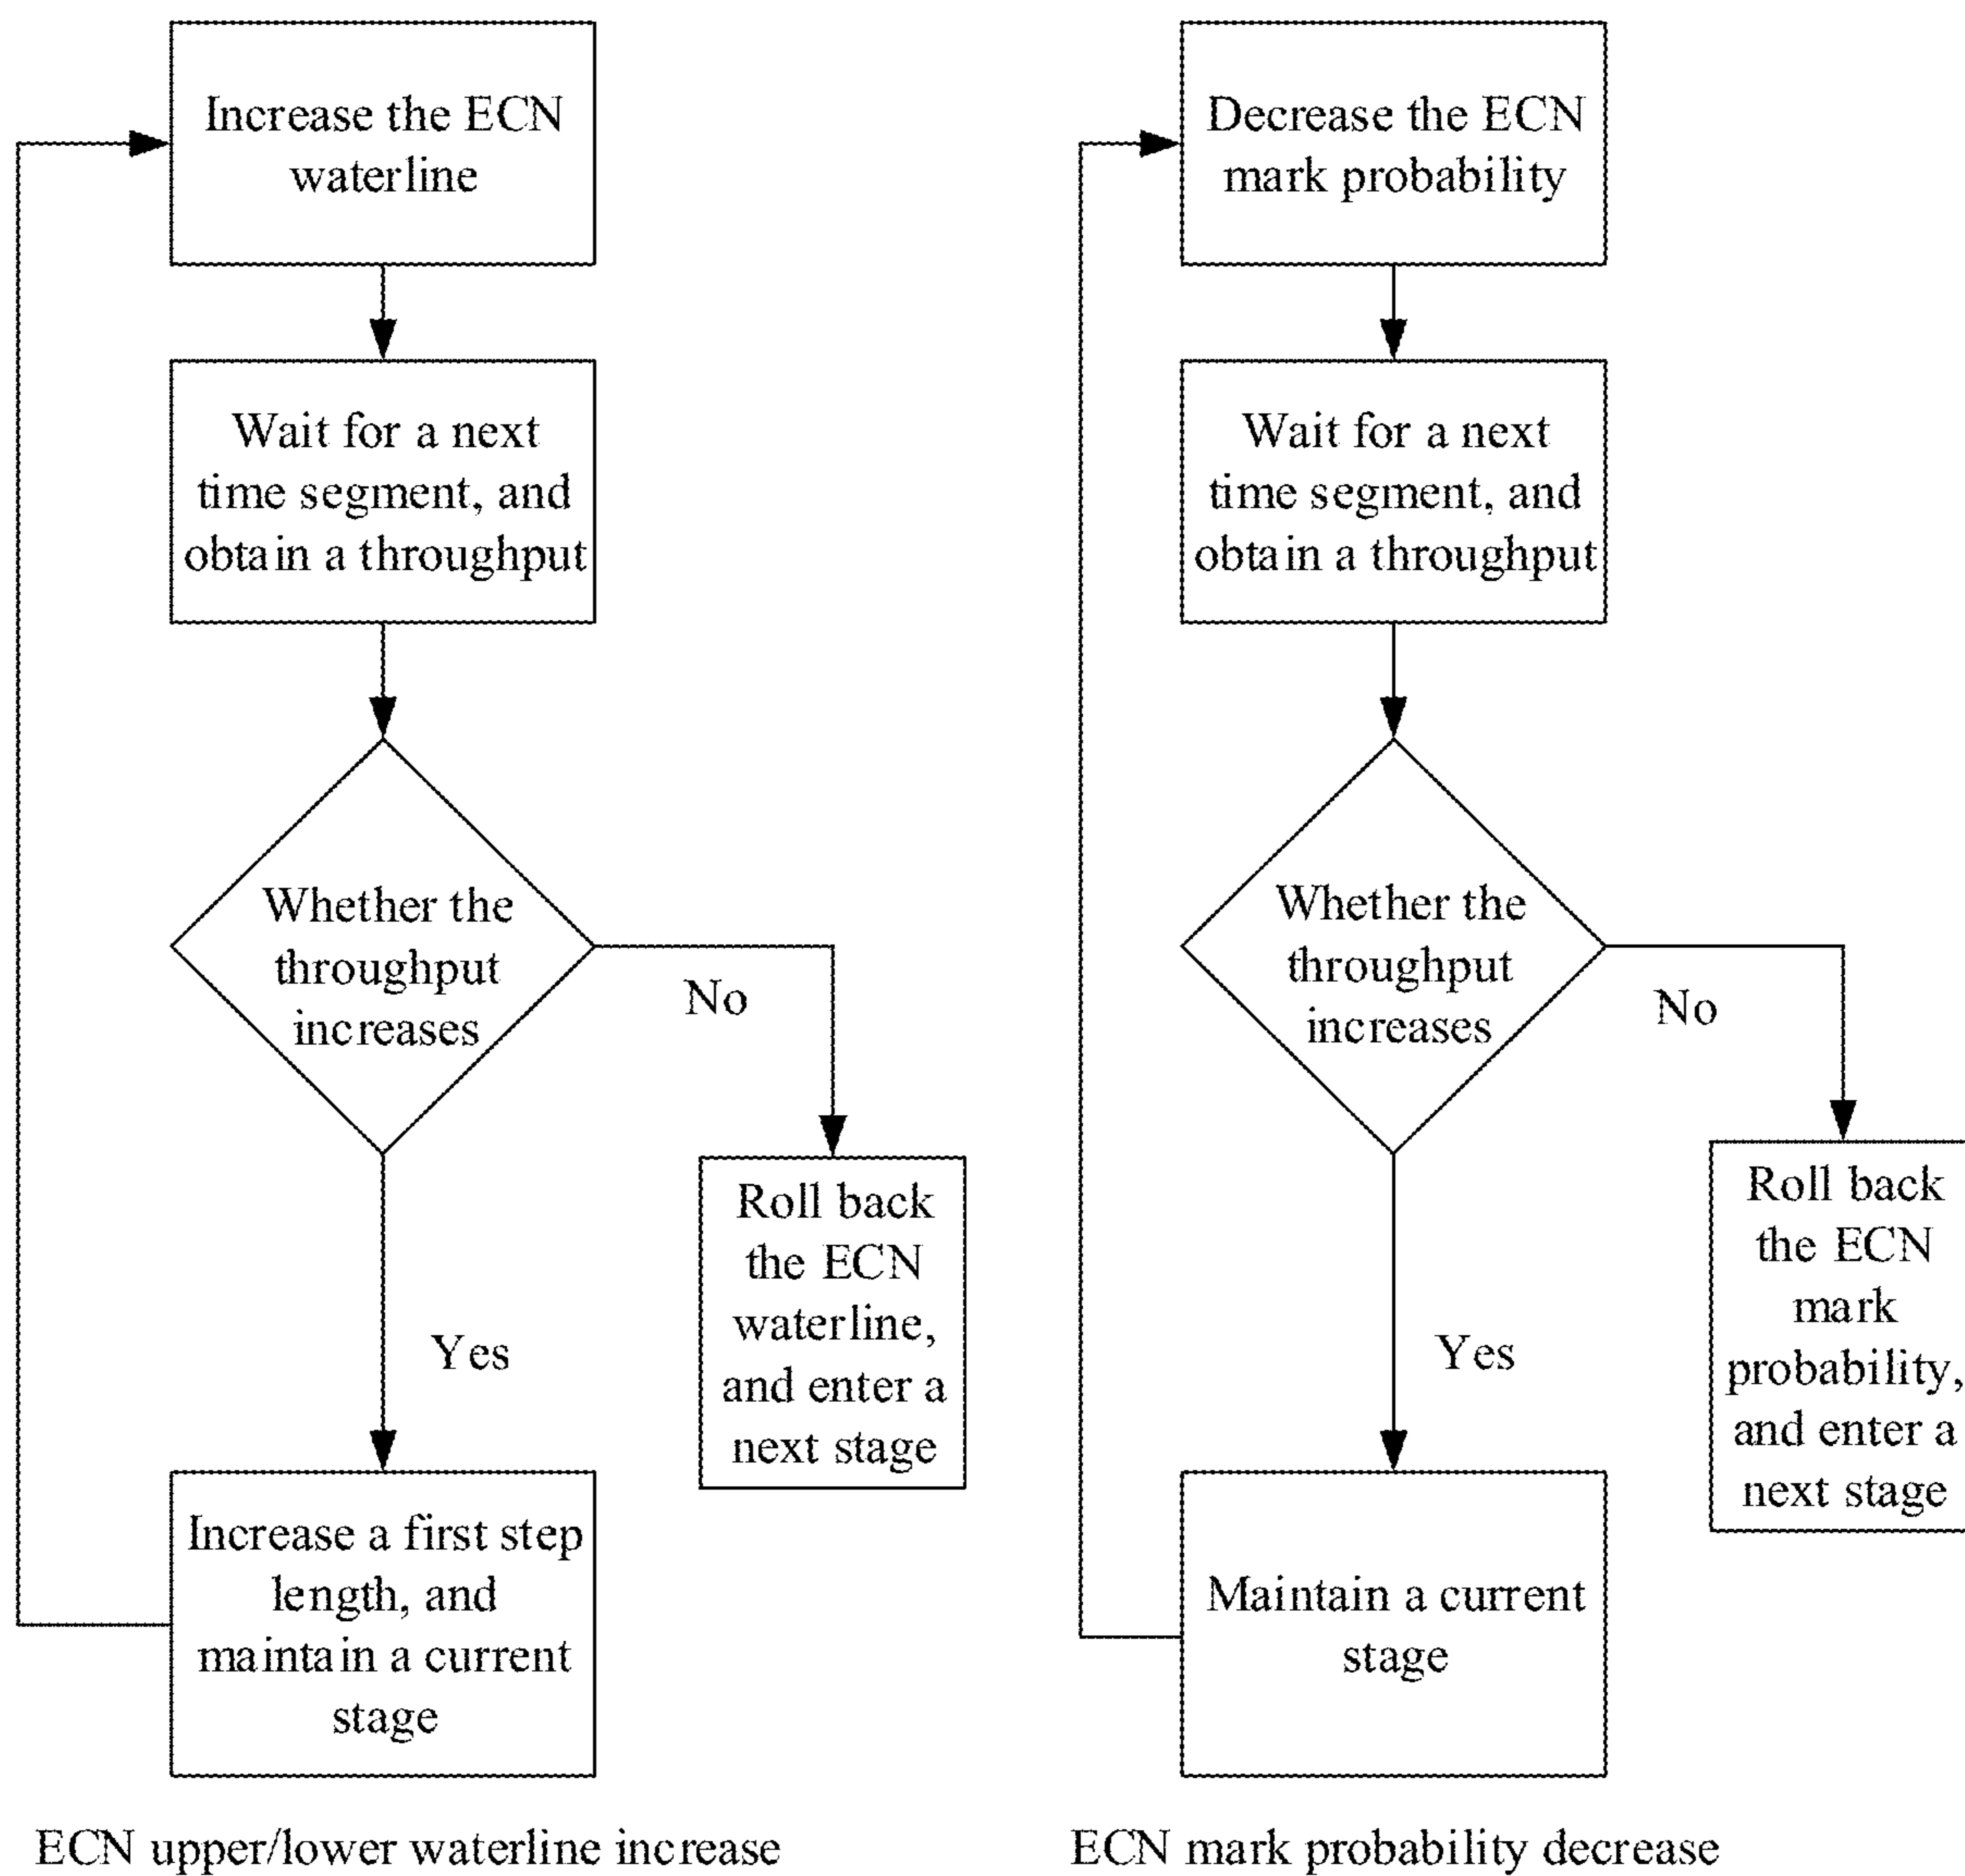 Increase the ECN
waterline
Wait for a next
time segment, and
obtain a throughput
Whether the
throughput
increases
No
Roll back
the ECN
waterline,
and enter a
next stage
Yes
Increase a first step
length, and
maintain a current
stage
ECN upper/lower waterline increase
Decrease the ECN
mark probability
Wait for a next
time segment, and
obtain a throughput
Whether the
throughput
increases
No
Roll back
the ECN
mark
probability,
and enter a
next stage
Yes
Maintain a current
stage
ECN mark probability decrease